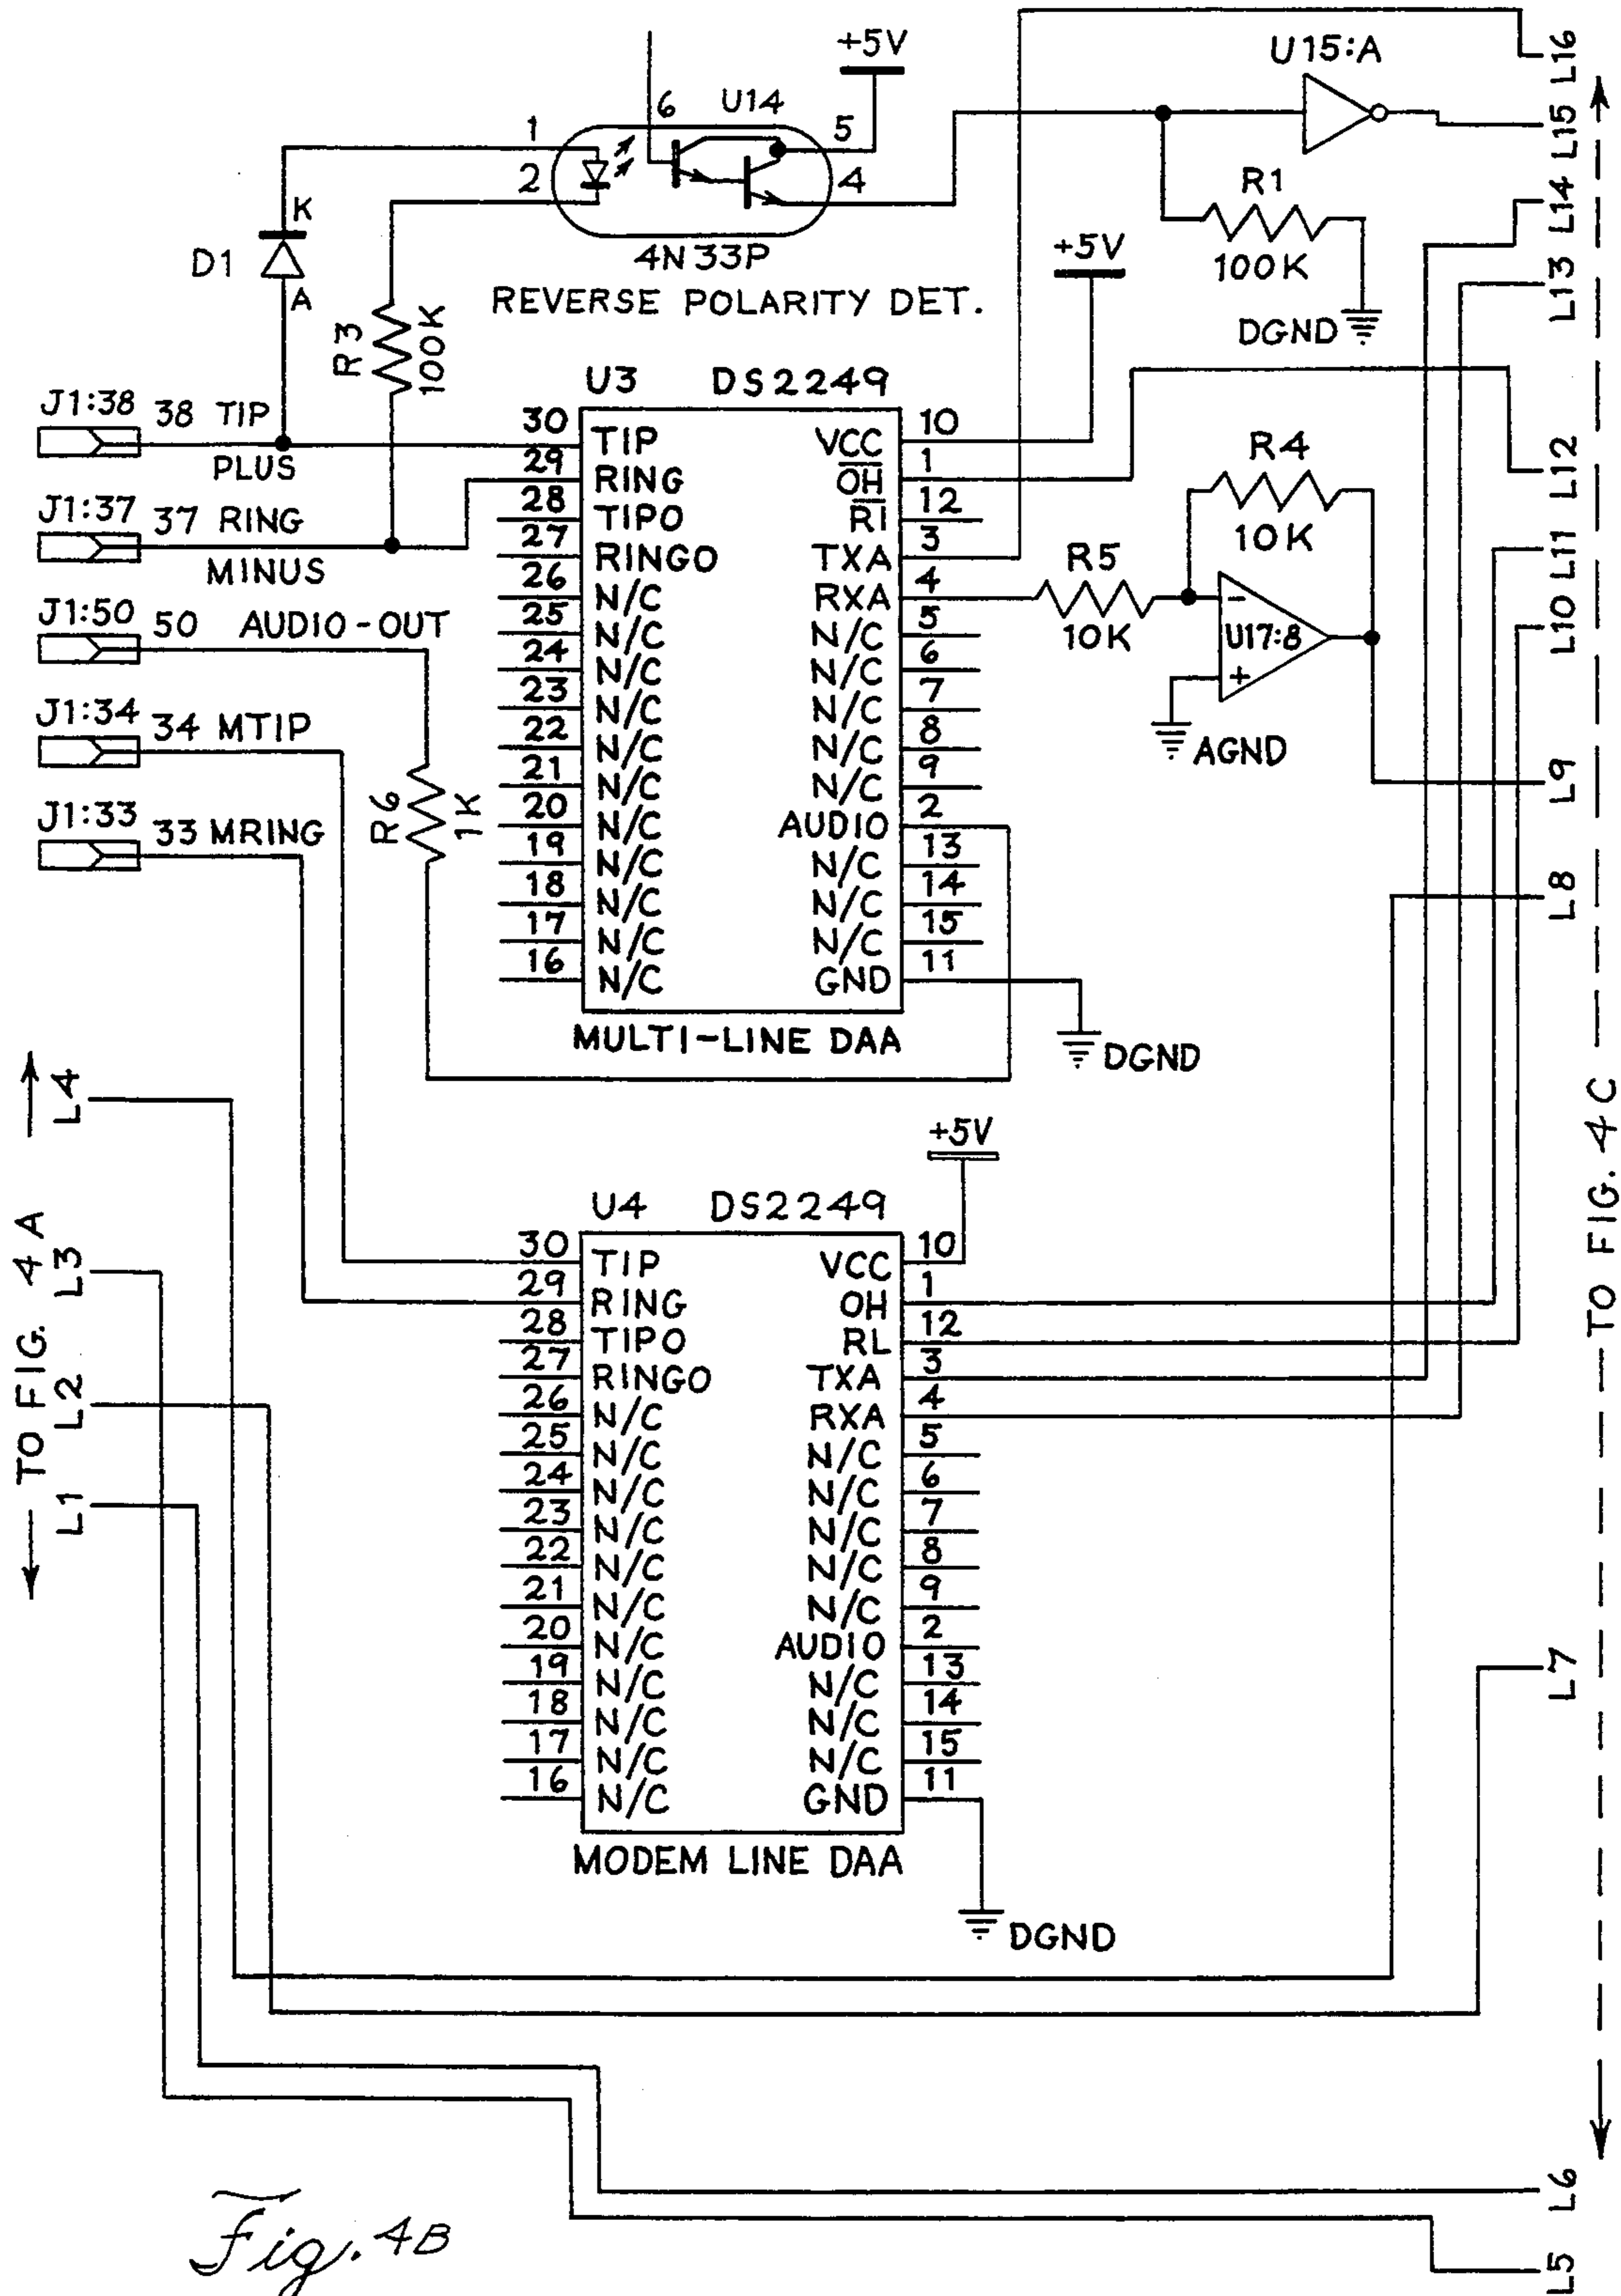 +5V
U15:A
L16
6
U14
1
5
2
4
L15
K
D1
A
4N33P
REVERSE POLARITY DET.
R1
100K
DGND
L14
+5V
L13
R3
100K
U3 DS2249
J1:38
38 TIP
PLUS
J1:37
37 RING
MINUS
J1:50
50 AUDIO-OUT
J1:34
34 MTIP
J1:33
33 MRING
R6
1K
30 TIP VCC 10
29 RING OH 1
28 TIPO RI 12
27 RINGO TXA 3
26 N/C RXA 4
25 N/C N/C 5
24 N/C N/C 6
23 N/C N/C 7
22 N/C N/C 8
21 N/C N/C 9
20 N/C AUDIO 2
19 N/C N/C 13
18 N/C N/C 14
17 N/C N/C 15
16 N/C GND 11
MULTI-LINE DAA
DGND
R4
10K
R5
10K
-
U17:8
+
AGND
L12
L11
L10
L9
L8
TO FIG. 4C
TO FIG. 4A
L4
L3
L2
L1
+5V
U4 DS2249
30 TIP VCC 10
29 RING OH 1
28 TIPO RL 12
27 RINGO TXA 3
26 N/C RXA 4
25 N/C N/C 5
24 N/C N/C 6
23 N/C N/C 7
22 N/C N/C 8
21 N/C N/C 9
20 N/C AUDIO 2
19 N/C N/C 13
18 N/C N/C 14
17 N/C N/C 15
16 N/C GND 11
MODEM LINE DAA
DGND
L7
L6
L5
Fig. 4B